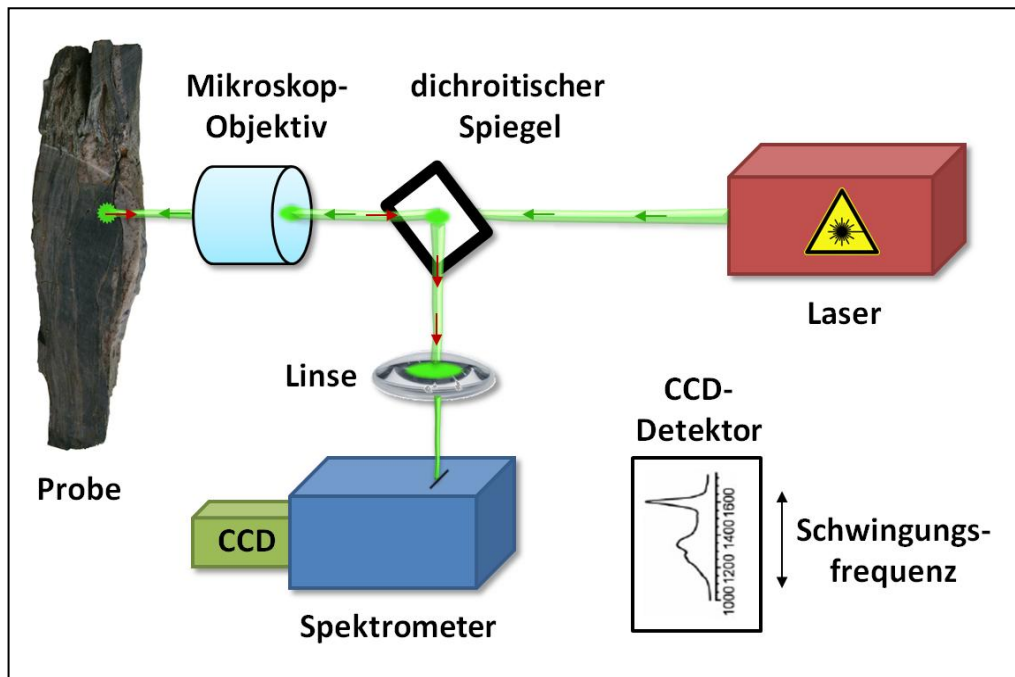 Mikroskop-
Objektiv
dichroitischer
Spiegel
Laser
Linse
CCD-
Detektor
Probe
CCD
Spektrometer
1000 1200 1400 1600
Schwingungs-
frequenz